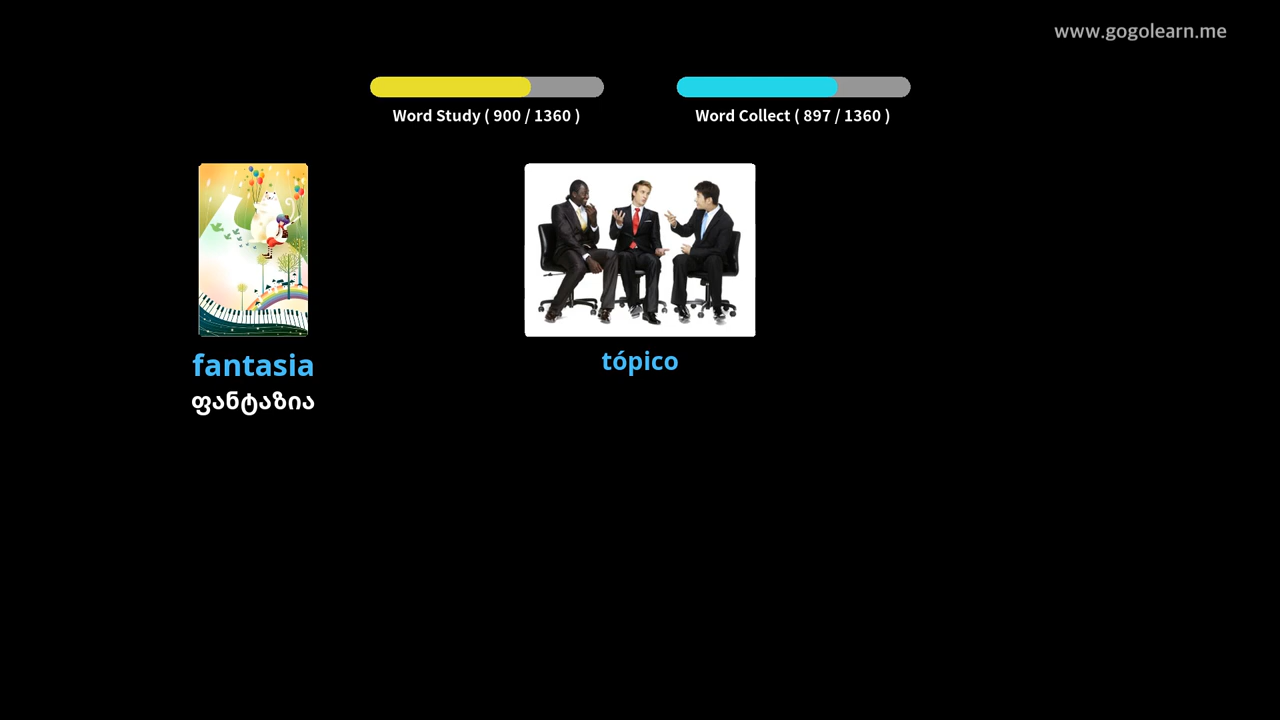 www.gogolearn.me
Word Study ( 900 / 1360 )
Word Collect ( 897 / 1360 )
fantasia
ფანტაზია
tópico